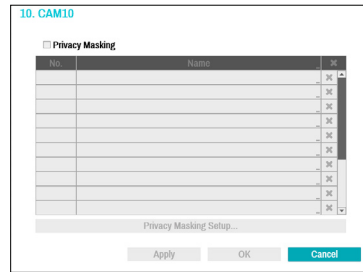 10. CAM10
Privacy Masking
No. Name
Privacy Masking Setup...
Apply OK Cancel